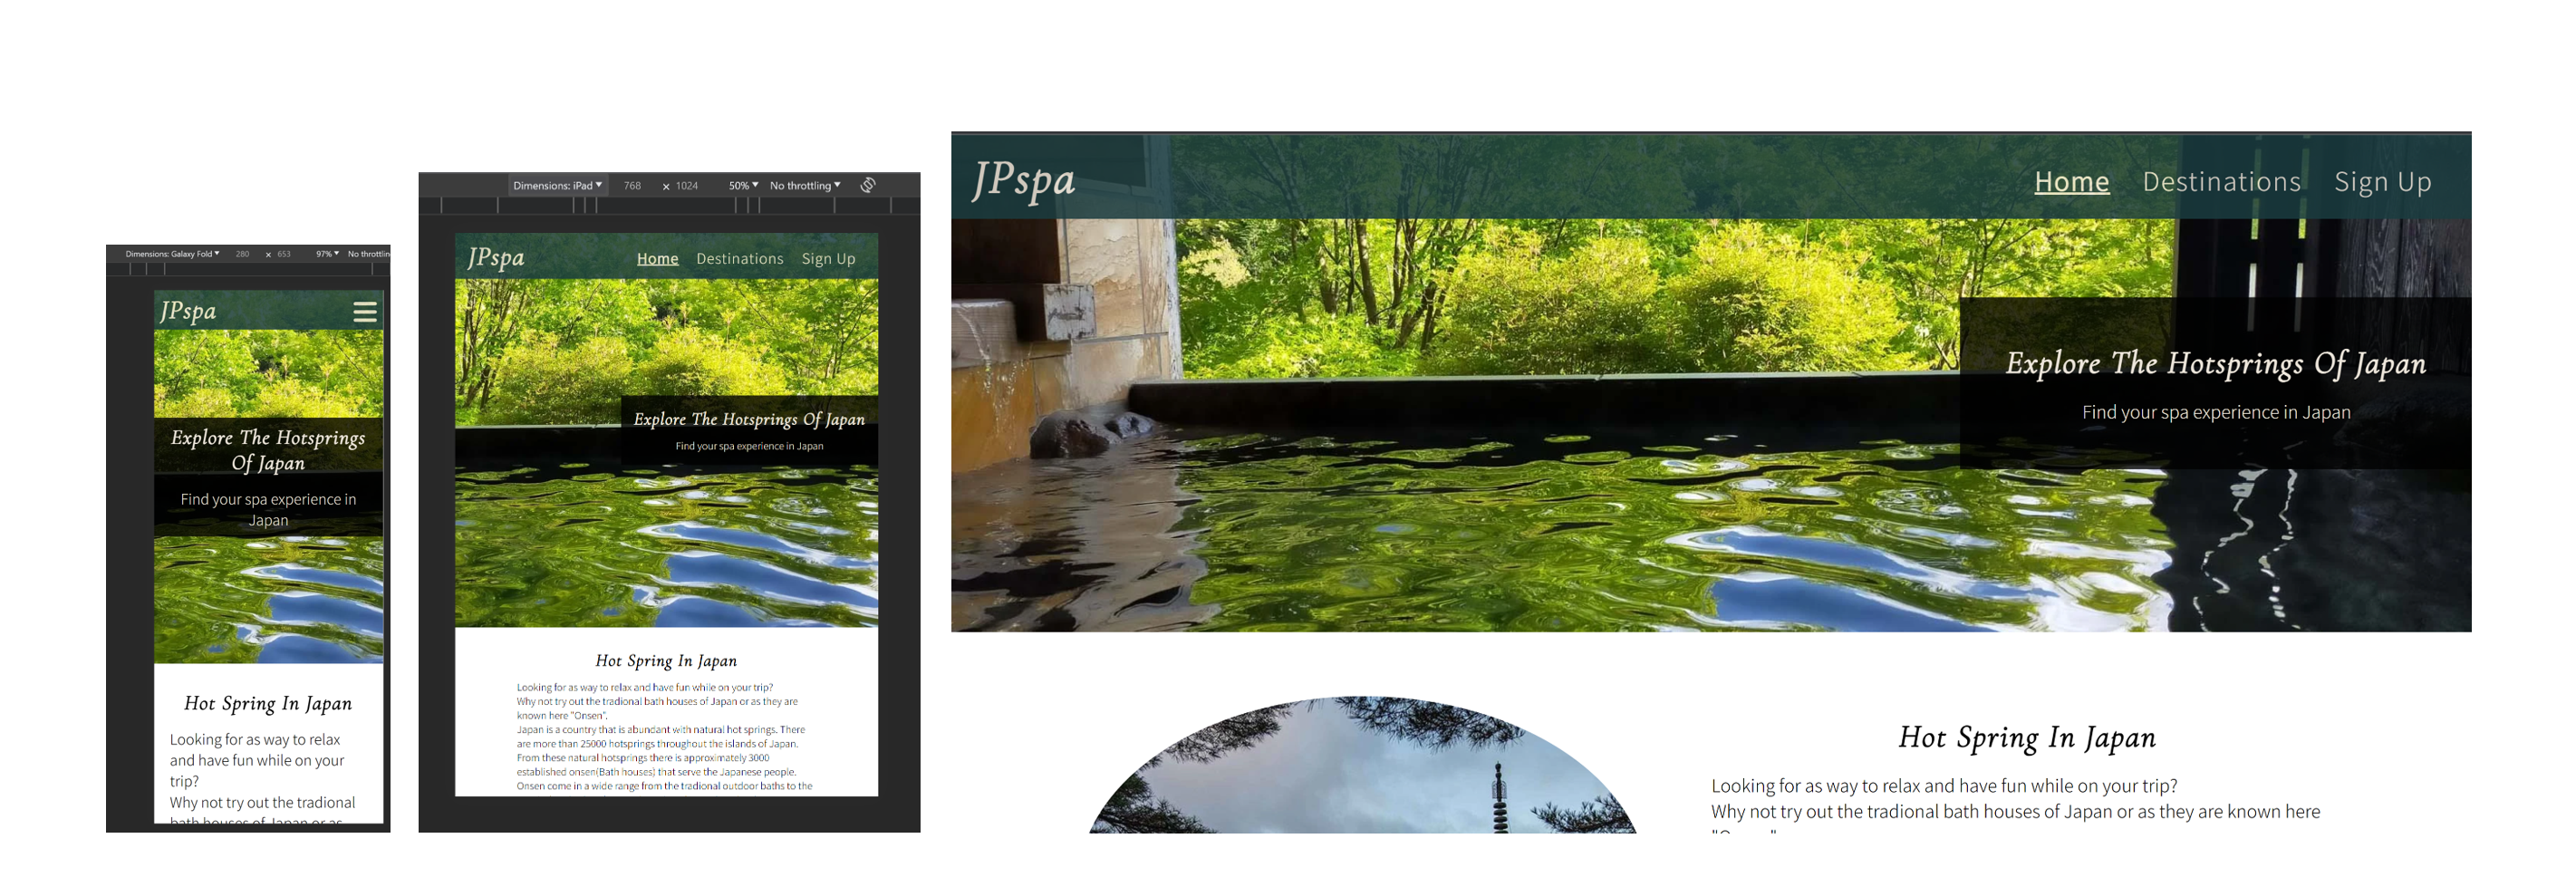 Dimensions: Galaxy Fold 280 × 653 97% No throttlin
JPspa
Explore The Hotsprings
Of Japan
Find your spa experience in
Japan
Hot Spring In Japan
Looking for as way to relax
and have fun while on your
trip?
Why not try out the tradional
bath houses of Japan or as
Dimensions: iPad 768 × 1024 50% No throttling
JPspa Home Destinations Sign Up
Explore The Hotsprings Of Japan
Find your spa experience in Japan
Hot Spring In Japan
Looking for as way to relax and have fun while on your trip?
Why not try out the tradional bath houses of Japan or as they are
known here "Onsen".
Japan is a country that is abundant with natural hot springs. There
are more than 25000 hotsprings throughout the islands of Japan.
From these natural hotsprings there is approximately 3000
established onsen(Bath houses) that serve the Japanese people.
Onsen come in a wide range from the tradional outdoor baths to the
JPspa Home Destinations Sign Up
Explore The Hotsprings Of Japan
Find your spa experience in Japan
Hot Spring In Japan
Looking for as way to relax and have fun while on your trip?
Why not try out the tradional bath houses of Japan or as they are known here